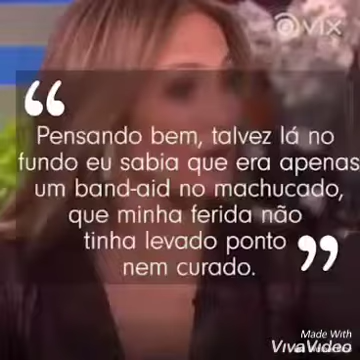 vix
“
Pensando bem, talvez lá no
fundo eu sabia que era apenas
um band-aid no machucado,
que minha ferida não
tinha levado ponto
nem curado.
”
Made With
VivaVideo